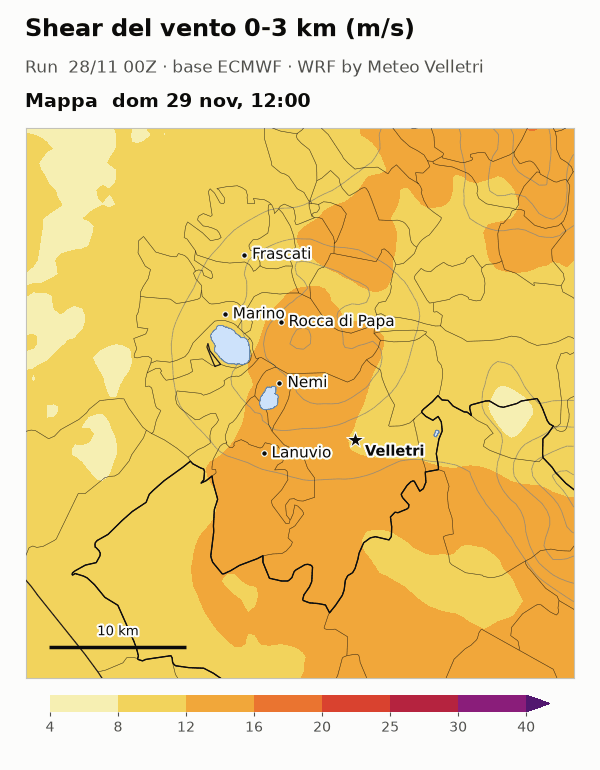 Shear del vento 0-3 km (m/s)
Run  28/11 00Z · base ECMWF · WRF by Meteo Velletri
Mappa  dom 29 nov, 12:00
Frascati
Marino
Rocca di Papa
Nemi
Velletri
Lanuvio
10 km
4 8 12 16 20 25 30 40